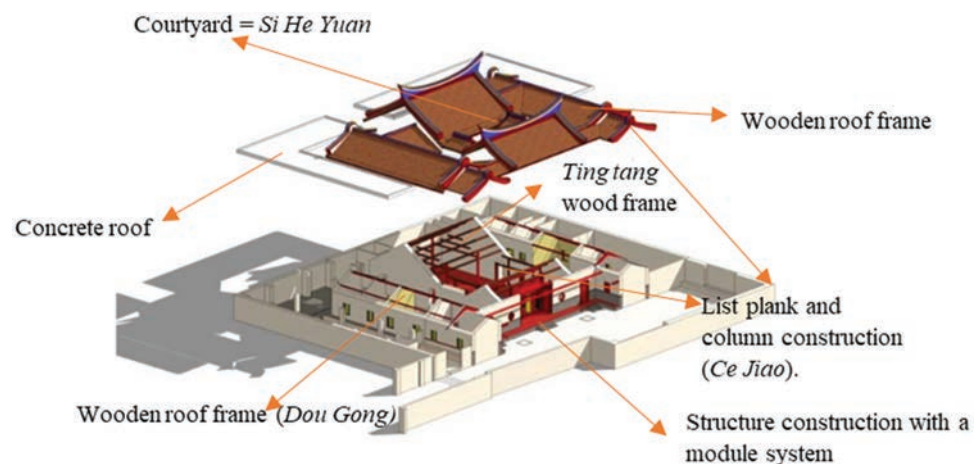 Courtyard = Si He Yuan
Wooden roof frame
Ting tang
wood frame
Concrete roof
List plank and
column construction
(Ce Jiao).
Wooden roof frame (Dou Gong)
Structure construction with a
module system